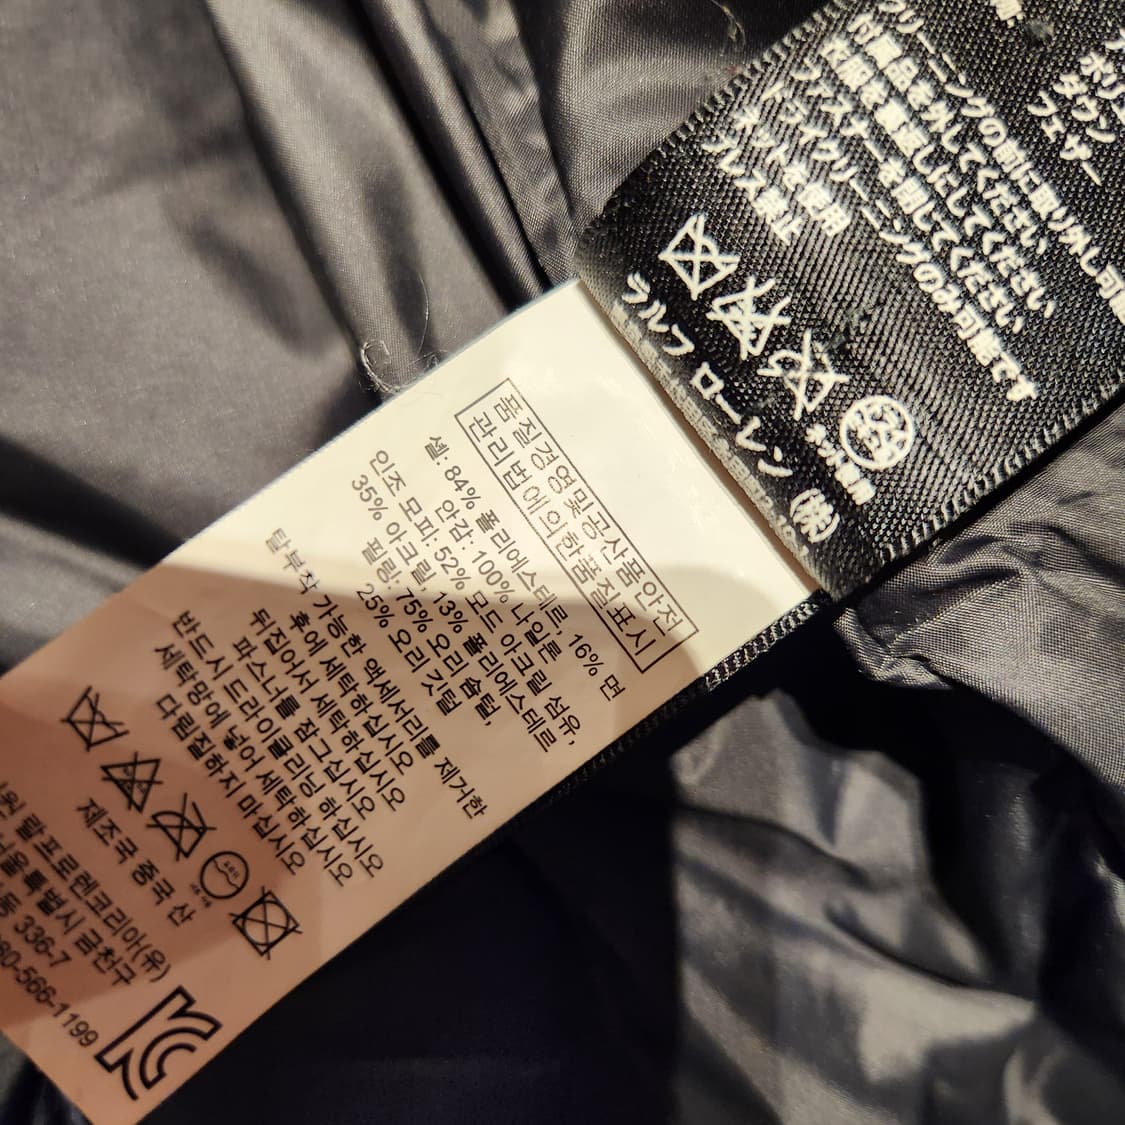 クリーニングの前に取り外し可能
付属品を外してください
衣服を裏返しにしてください
ファスナーを閉してください
ドライクリーニングのみ可能です
ネットを使用
プレス禁止
ラルフ ローレン (株)
ダウン
フェザー
품질경영및공산품안전
관리법에의한품질표시
셸: 84% 폴리에스테르, 16% 면
안감: 100% 나일론
인조 모피: 52% 모드 아크릴 섬유,
35% 아크릴, 13% 폴리에스테르
필링: 75% 오리 솜털,
25% 오리 깃털
탈부착 가능한 액세서리를 제거한
후에 세탁하십시오
뒤집어서 세탁하십시오
파스너를 잠그십시오
반드시 드라이클리닝 하십시오
세탁망에 넣어 세탁하십시오
다림질하지 마십시오
제조국 중국 산
랄프로렌코리아(유)
서울특별시 금천구
336-7
80-566-1199